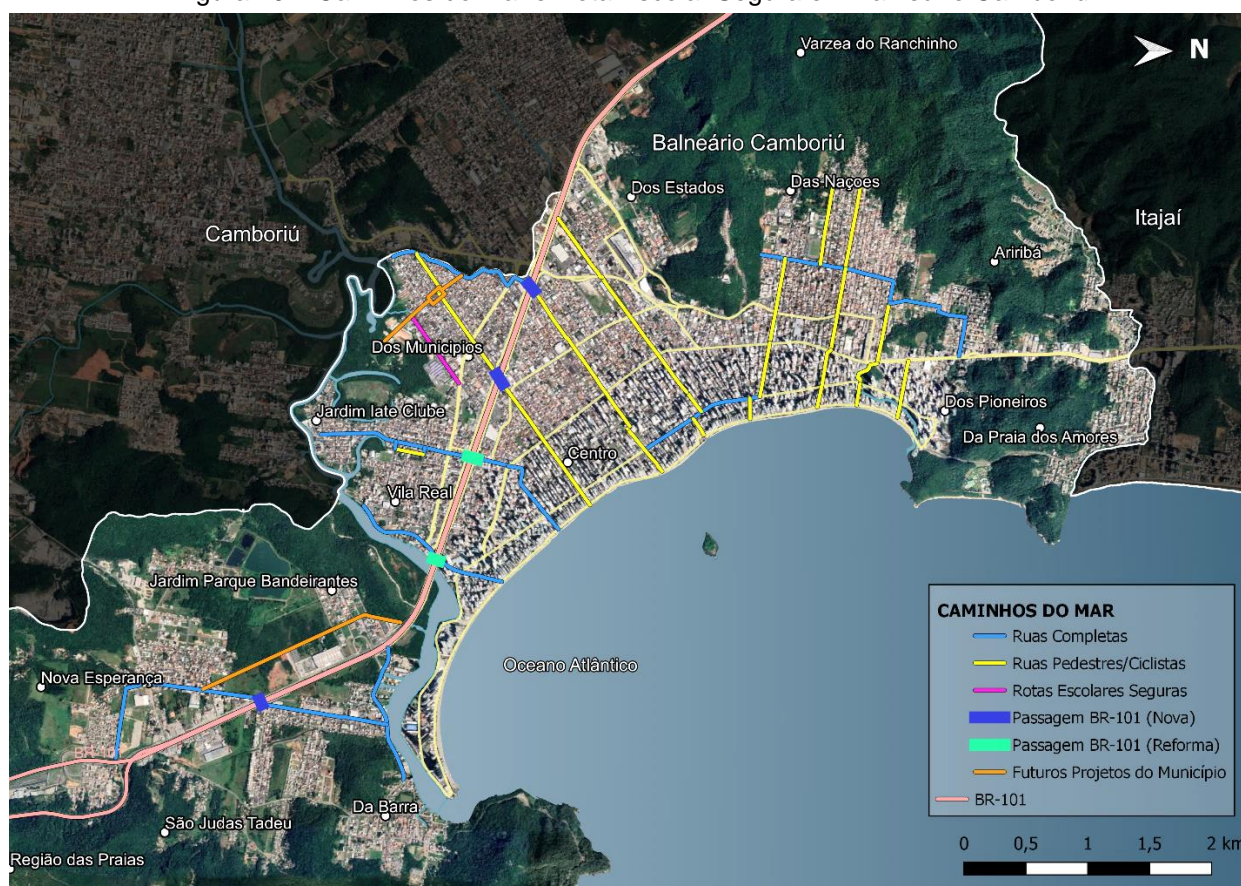 Varzea do Ranchinho
N
Balneário Camboriú
Dos Estados
Das Naçoes
Itajaí
Camboriú
Aririba
Dos Municipios
Jardim Iate Clube
Dos Pioneiros
Da Praia dos Amores
Centro
Vila Real
Jardim Parque Bandeirantes
Oceano Atlântico
Nova Esperança
Da Barra
São Judas Tadeu
Região das Praias
CAMINHOS DO MAR
Ruas Completas
Ruas Pedestres/Ciclistas
Rotas Escolares Seguras
Passagem BR-101 (Nova)
Passagem BR-101 (Reforma)
Futuros Projetos do Município
BR-101
0 0,5 1 1,5 2 km